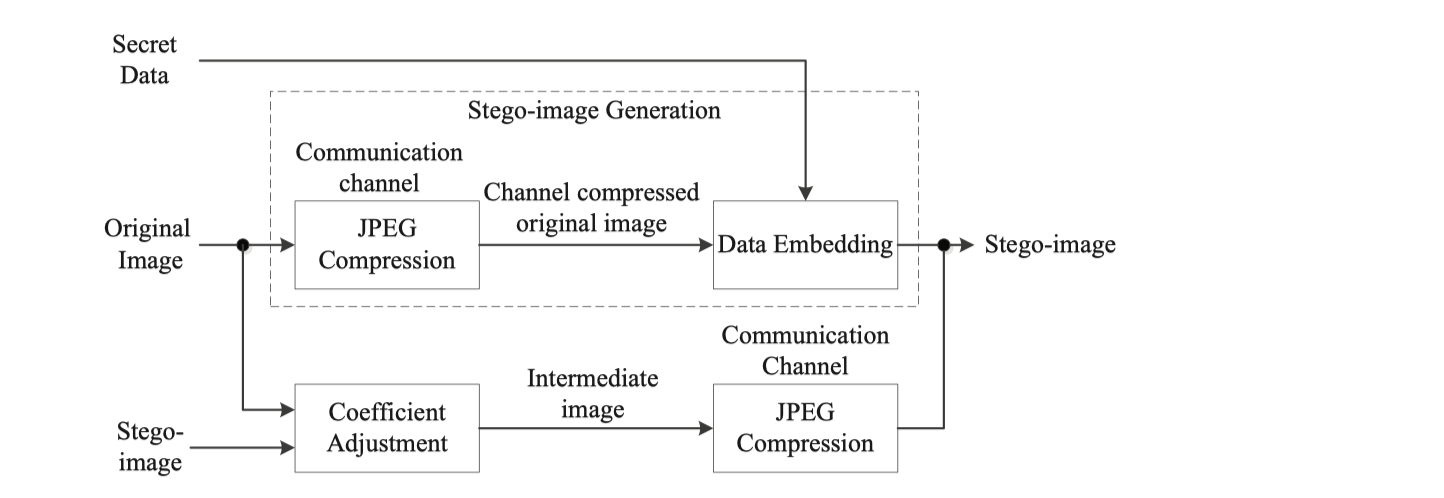 Secret
Data
Stego-image Generation
Communication
channel
Channel compressed
original image
Original
Image
JPEG
Compression
Data Embedding
Stego-image
Communication
Channel
Intermediate
image
Stego-
image
Coefficient
Adjustment
JPEG
Compression